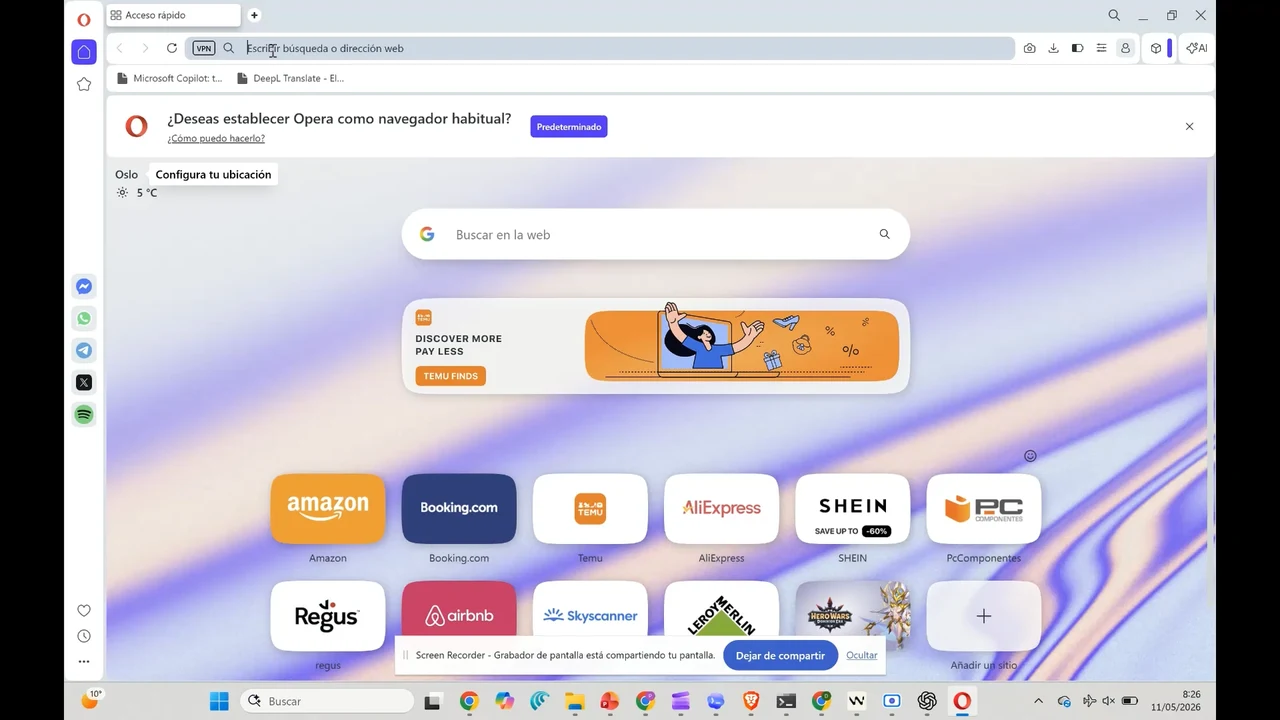 Acceso rápido
VPN
Escribir búsqueda o dirección web
AI
Microsoft Copilot: t...
DeepL Translate - El...
¿Deseas establecer Opera como navegador habitual?
¿Cómo puedo hacerlo?
Predeterminado
Oslo
Configura tu ubicación
5 °C
Buscar en la web
TEMU
DISCOVER MORE
PAY LESS
TEMU FINDS
amazon
Booking.com
TEMU
AliExpress
SHEIN
SAVE UP TO -60%
PC
COMPONENTES
Amazon
Booking.com
Temu
AliExpress
SHEIN
PcComponentes
Regus
airbnb
Skyscanner
LEROY MERLIN
HERO WARS
DOMINION ERA
regus
Añadir un sitio
Screen Recorder - Grabador de pantalla está compartiendo tu pantalla.
Dejar de compartir
Ocultar
10°
Buscar
8:26
11/05/2026